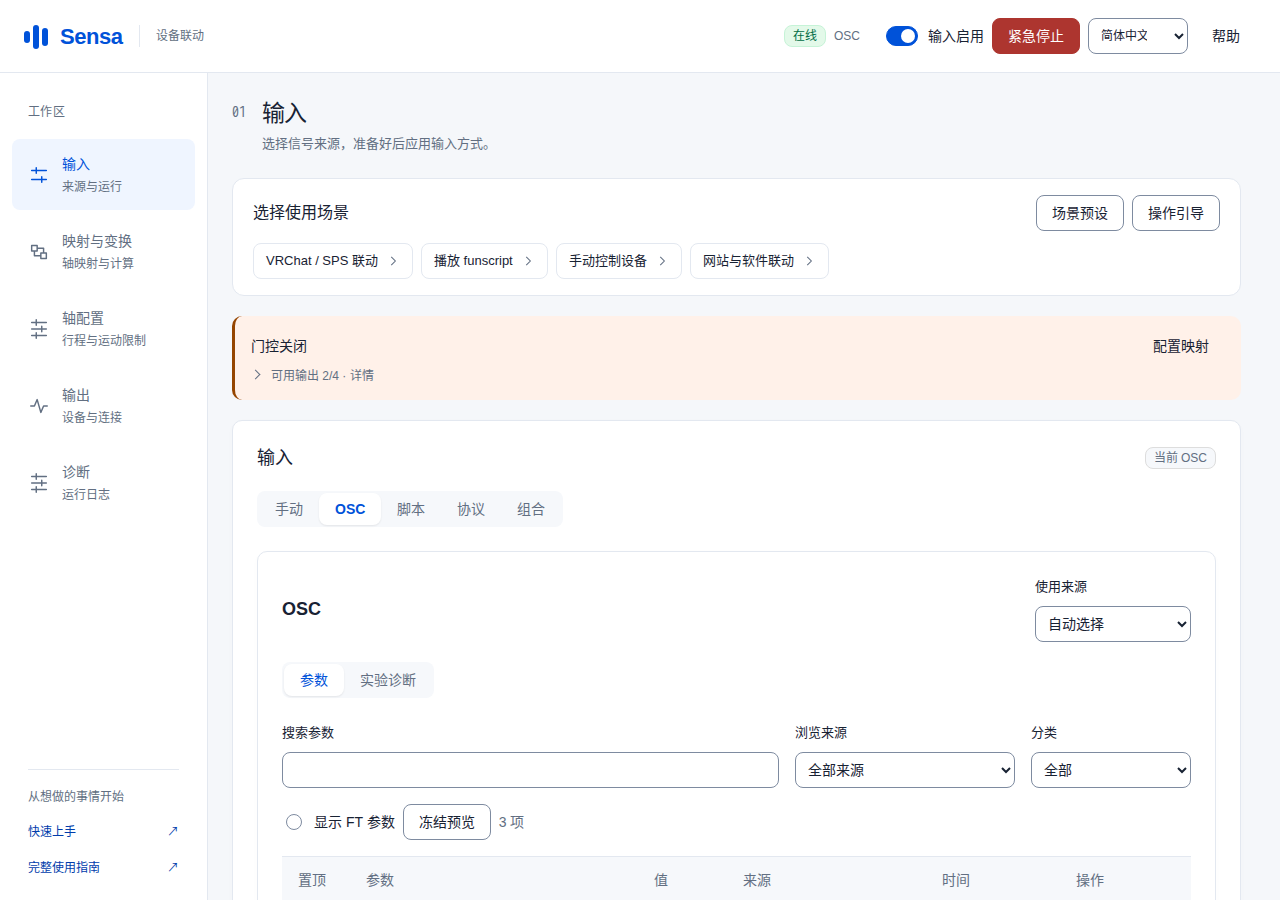 Sensa
设备联动
在线
OSC
输入启用
紧急停止
简体中文
帮助
工作区
输入
来源与运行
映射与变换
轴映射与计算
轴配置
行程与运动限制
输出
设备与连接
诊断
运行日志
从想做的事情开始
快速上手 ↗
完整使用指南 ↗
01 输入
选择信号来源，准备好后应用输入方式。
选择使用场景
场景预设
操作引导
VRChat / SPS 联动
播放 funscript
手动控制设备
网站与软件联动
门控关闭
配置映射
可用输出 2/4 · 详情
输入
当前 OSC
手动
OSC
脚本
协议
组合
OSC
使用来源
自动选择
参数
实验诊断
搜索参数
浏览来源
分类
全部来源
全部
显示 FT 参数
冻结预览
3 项
置顶
参数
值
来源
时间
操作